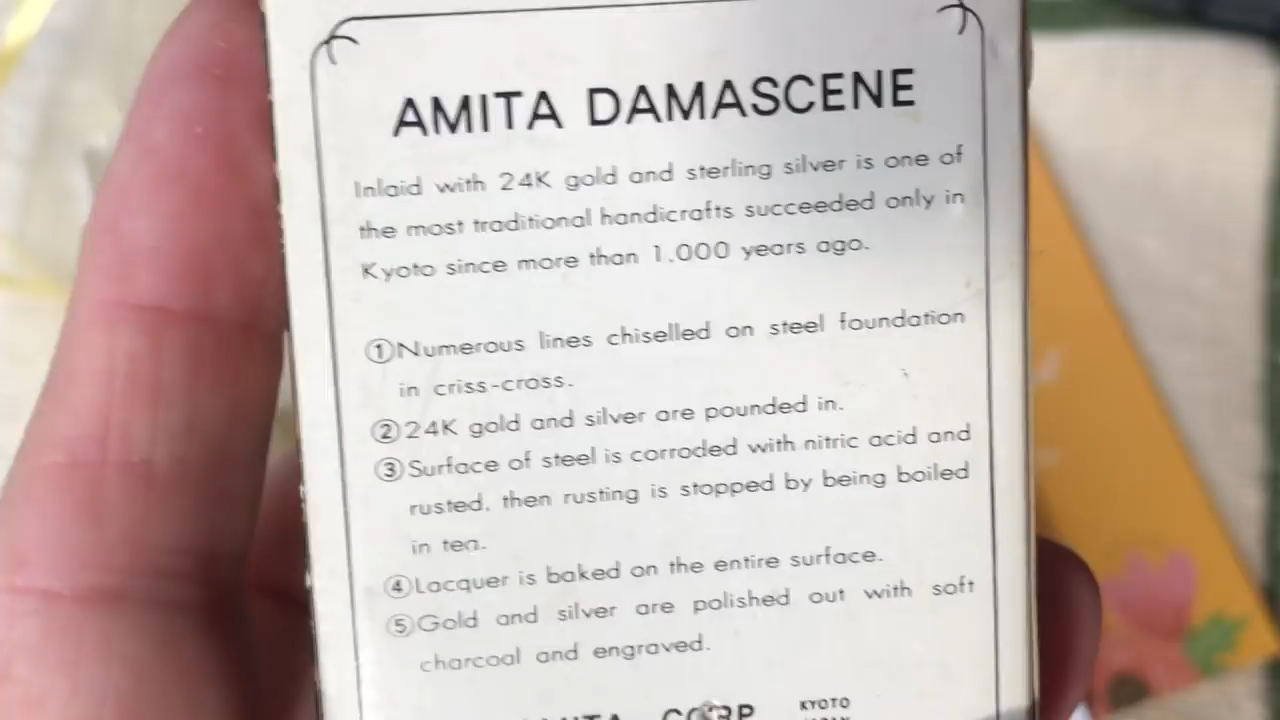 AMITA DAMASCENE
Inlaid with 24K gold and sterling silver is one of
the most traditional handicrafts succeeded only in
Kyoto since more than 1.000 years ago.
①Numerous lines chiselled on steel foundation
in criss-cross.
②24K gold and silver are pounded in.
③Surface of steel is corroded with nitric acid and
rusted, then rusting is stopped by being boiled
in tea.
④Lacquer is baked on the entire surface.
⑤Gold and silver are polished out with soft
charcoal and engraved.
AMITA CORP KYOTO
JAPAN